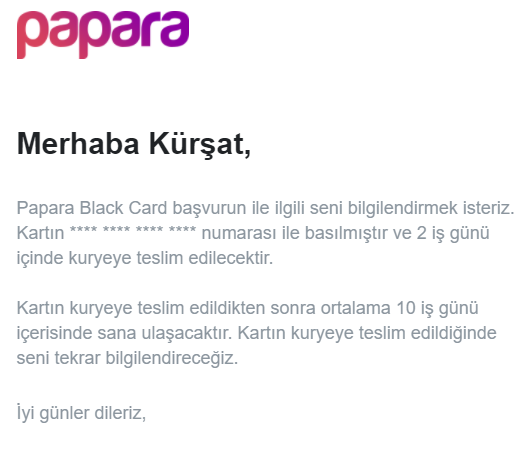 papara
Merhaba Kürşat,
Papara Black Card başvurun ile ilgili seni bilgilendirmek isteriz.
Kartın **** **** **** **** numarası ile basılmıştır ve 2 iş günü
içinde kuryeye teslim edilecektir.
Kartın kuryeye teslim edildikten sonra ortalama 10 iş günü
içerisinde sana ulaşacaktır. Kartın kuryeye teslim edildiğinde
seni tekrar bilgilendireceğiz.
İyi günler dileriz,